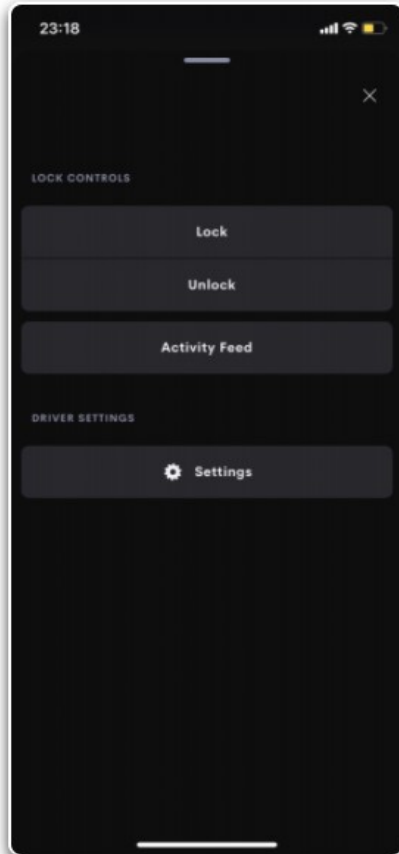 23:18
LOCK CONTROLS
Lock
Unlock
Activity Feed
DRIVER SETTINGS
Settings